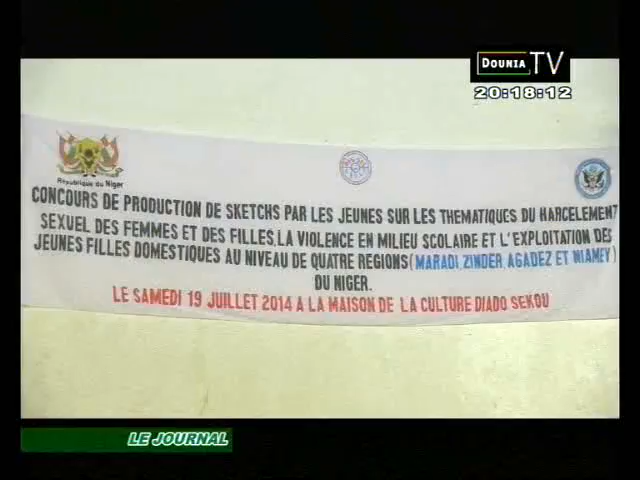 DOUNIA TV
20:18:12
République du Niger
CONCOURS DE PRODUCTION DE SKETCHS PAR LES JEUNES SUR LES THEMATIQUES DU HARCELEMENT
SEXUEL DES FEMMES ET DES FILLES, LA VIOLENCE EN MILIEU SCOLAIRE ET L'EXPLOITATION DES
JEUNES FILLES DOMESTIQUES AU NIVEAU DE QUATRE REGIONS (MARADI, ZINDER, AGADEZ ET NIAMEY)
DU NIGER.
LE SAMEDI 19 JUILLET 2014 A LA MAISON DE LA CULTURE DJADO SEKOU
LE JOURNAL